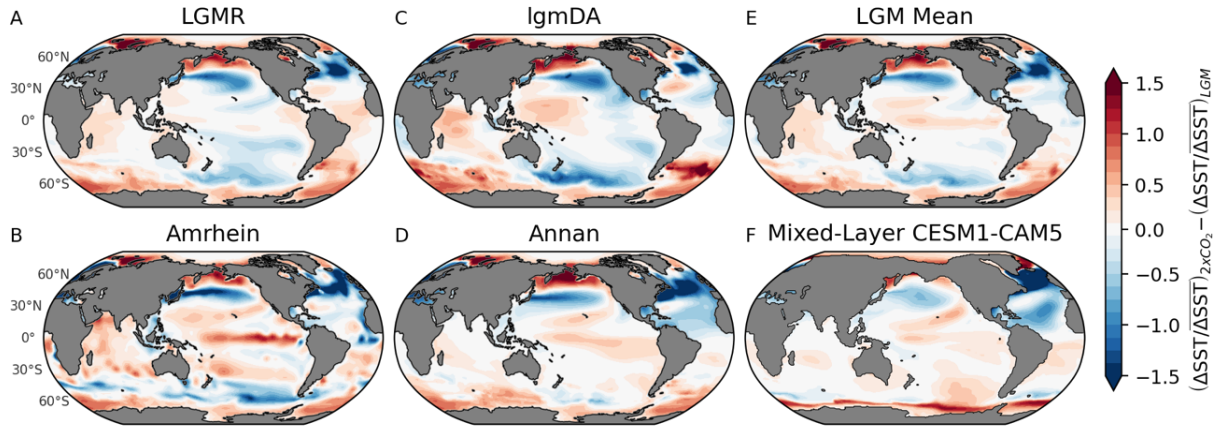 A LGMR C lgmDA E LGM Mean
60°N
30°N
0°
30°S
60°S
B Amrhein D Annan F Mixed-Layer CESM1-CAM5
60°N
30°N
0°
30°S
60°S
1.5
1.0
0.5
0.0
−0.5
−1.0
−1.5
(ΔSST/ΔSST)2xCO2 − (ΔSST/ΔSST)LGM